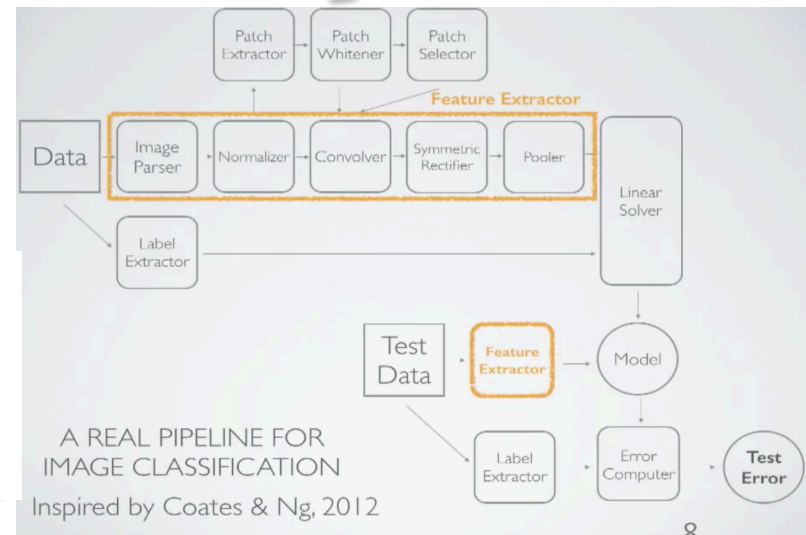 Patch
Extractor
Patch
Whitener
Patch
Selector
Feature Extractor
Data
Image
Parser
Normalizer
Convolver
Symmetric
Rectifier
Pooler
Linear
Solver
Label
Extractor
Test
Data
Feature
Extractor
Model
A REAL PIPELINE FOR
IMAGE CLASSIFICATION
Inspired by Coates & Ng, 2012
Label
Extractor
Error
Computer
Test
Error
8